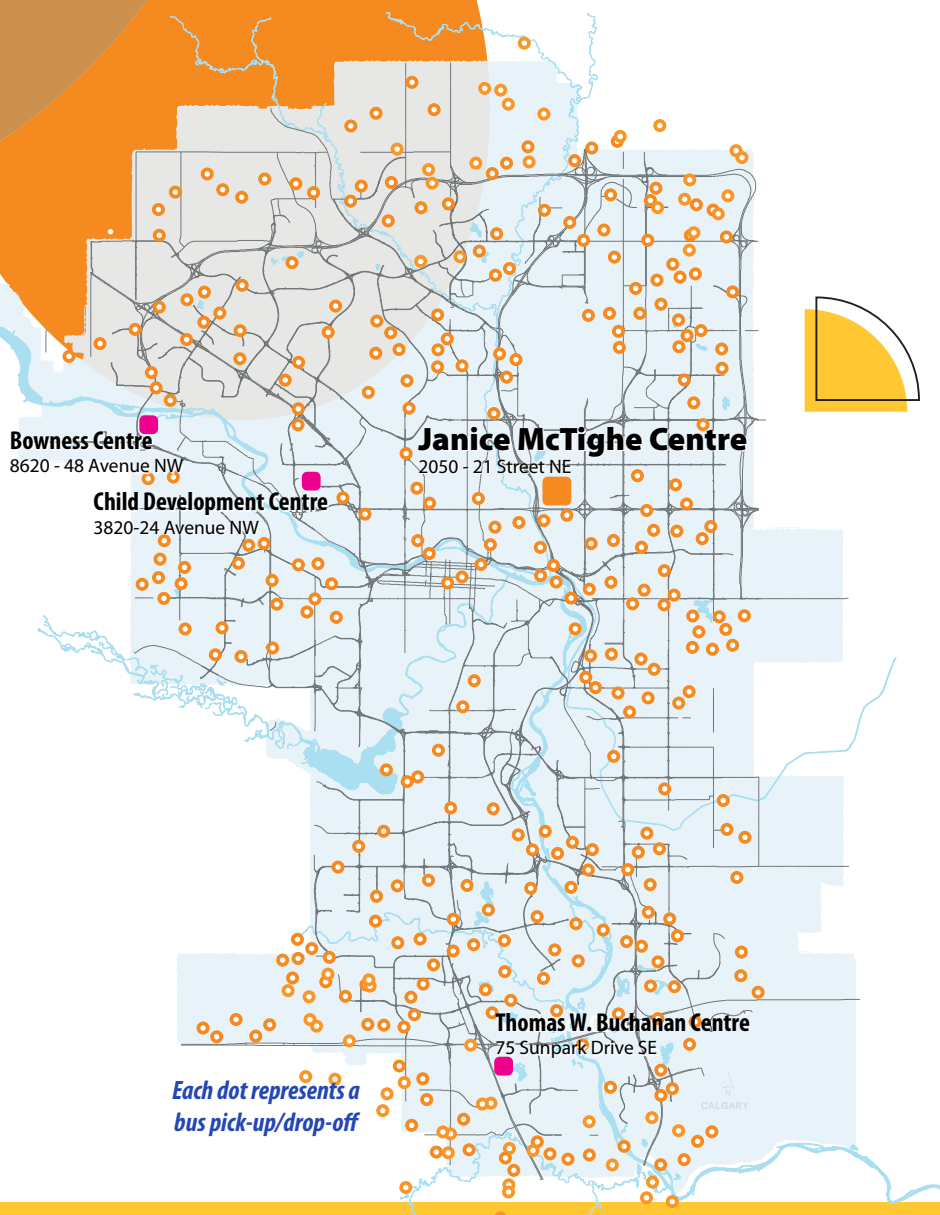 Janice McTighe Centre
2050 - 21 Street NE
Bowness Centre
8620 - 48 Avenue NW
Child Development Centre
3820-24 Avenue NW
Thomas W. Buchanan Centre
75 Sunpark Drive SE
Each dot represents a
bus pick-up/drop-off
N
CALGARY